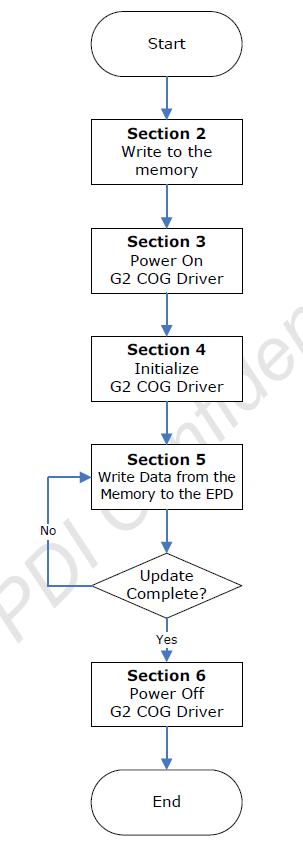 Start
Section 2
Write to the
memory
Section 3
Power On
G2 COG Driver
Section 4
Initialize
G2 COG Driver
Section 5
Write Data from the
Memory to the EPD
No
Update
Complete?
Yes
Section 6
Power Off
G2 COG Driver
End
PDI